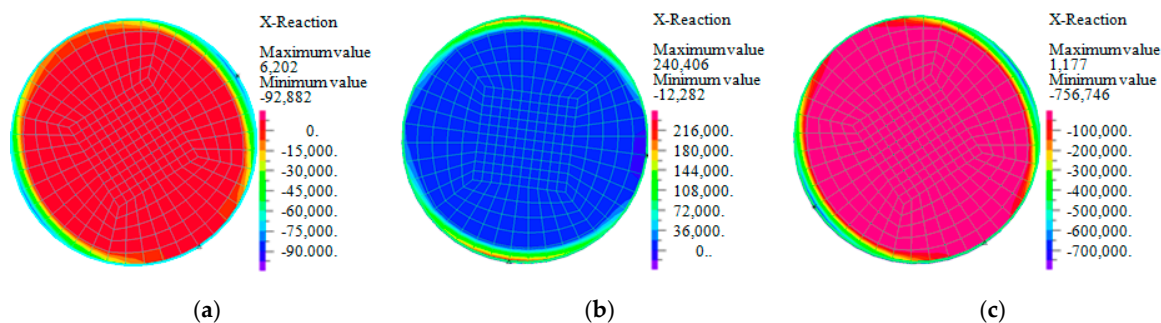 X-Reaction
Maximum value
6,202
Minimum value
-92,882
0.
-15,000.
-30,000.
-45,000.
-60,000.
-75,000.
-90.000.
(a)
X-Reaction
Maximum value
240,406
Minimum value
-12,282
216,000.
180,000.
144,000.
108,000.
72,000.
36,000.
0..
(b)
X-Reaction
Maximum value
1,177
Minimum value
-756,746
-100,000.
-200,000.
-300,000.
-400,000.
-500,000.
-600,000.
-700,000.
(c)